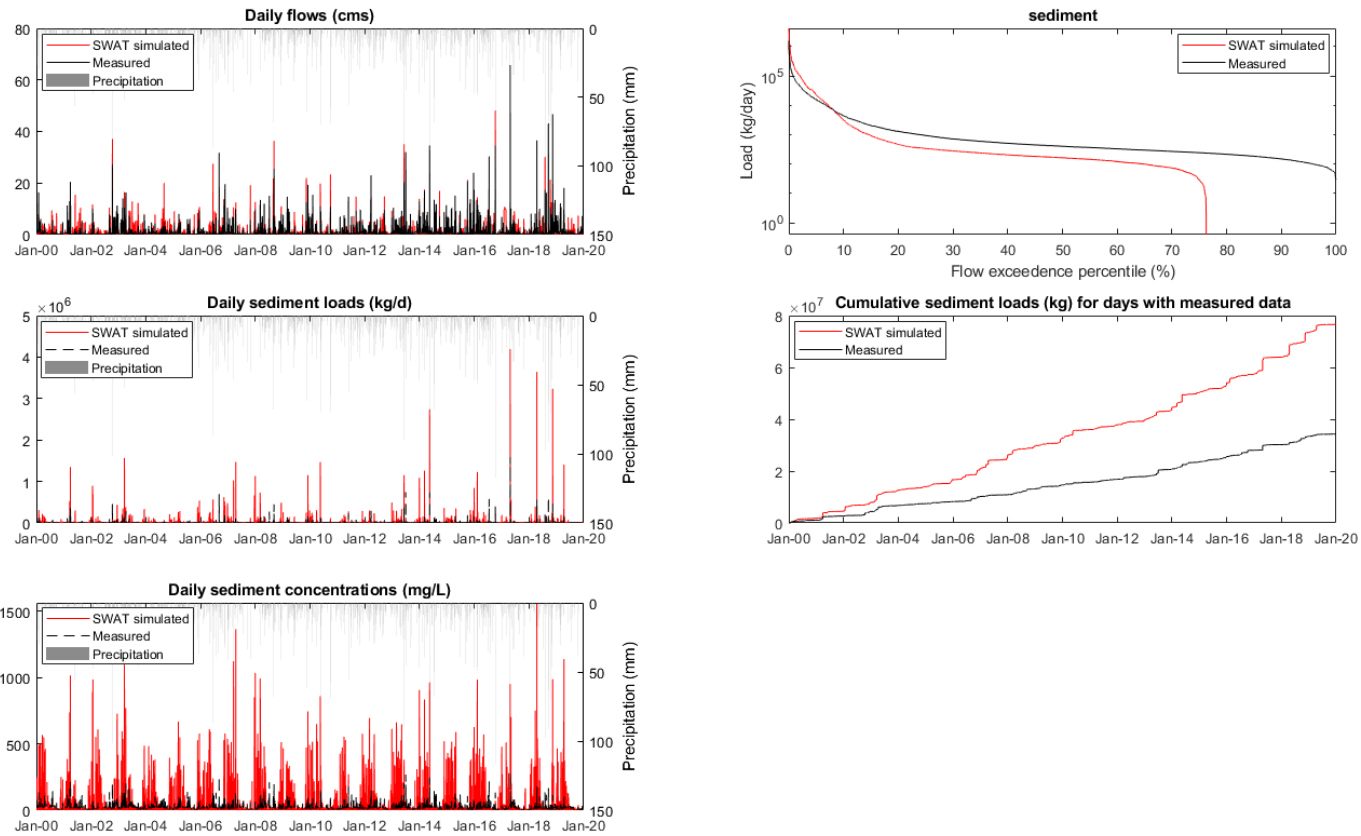 Daily flows (cms)
80
60
40
20
0
0
50
100
150
Precipitation (mm)
SWAT simulated
Measured
Precipitation
Jan-00 Jan-02 Jan-04 Jan-06 Jan-08 Jan-10 Jan-12 Jan-14 Jan-16 Jan-18 Jan-20
sediment
Load (kg/day)
10^5
10^0
SWAT simulated
Measured
0 10 20 30 40 50 60 70 80 90 100
Flow exceedence percentile (%)
Daily sediment loads (kg/d)
×10^6
5
4
3
2
1
0
0
50
100
150
Precipitation (mm)
SWAT simulated
Measured
Precipitation
Jan-00 Jan-02 Jan-04 Jan-06 Jan-08 Jan-10 Jan-12 Jan-14 Jan-16 Jan-18 Jan-20
Cumulative sediment loads (kg) for days with measured data
×10^7
8
6
4
2
0
SWAT simulated
Measured
Jan-00 Jan-02 Jan-04 Jan-06 Jan-08 Jan-10 Jan-12 Jan-14 Jan-16 Jan-18 Jan-20
Daily sediment concentrations (mg/L)
1500
1000
500
0
0
50
100
150
Precipitation (mm)
SWAT simulated
Measured
Precipitation
Jan-00 Jan-02 Jan-04 Jan-06 Jan-08 Jan-10 Jan-12 Jan-14 Jan-16 Jan-18 Jan-20